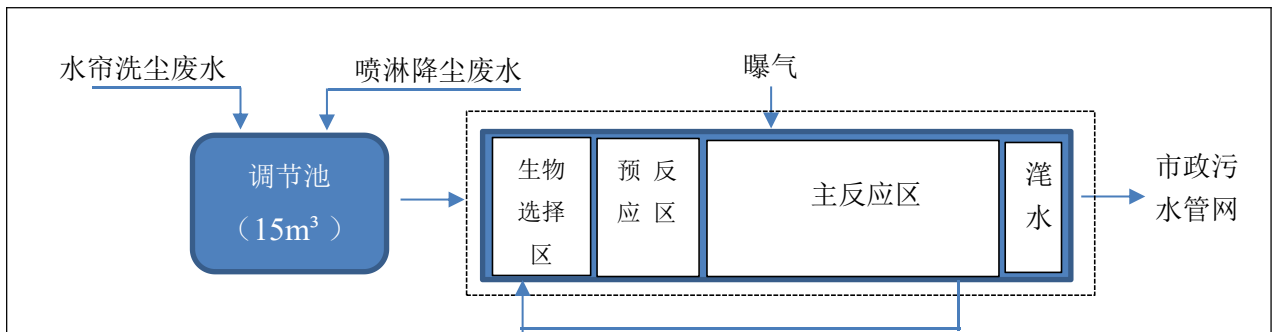 水帘洗尘废水
喷淋降尘废水
曝气
调节池
（15m³ ）
生物
选择
区
预 反
应 区
主反应区
滗
水
市政污
水管网